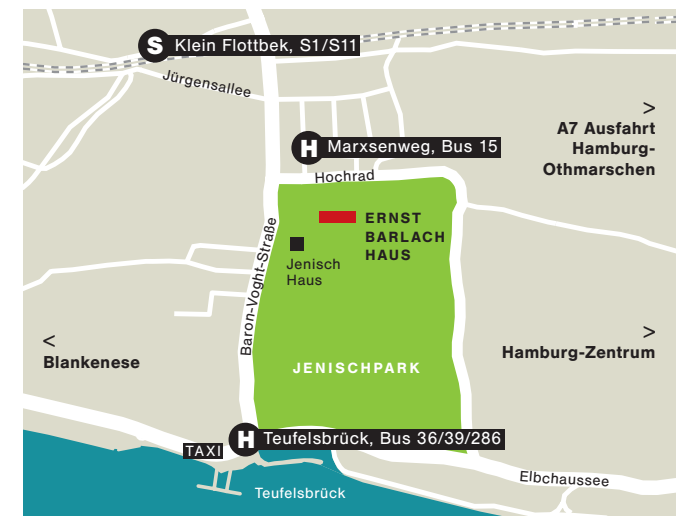 S Klein Flottbek, S1/S11
Jürgensallee
>
A7 Ausfahrt
Hamburg-
Othmarschen
H Marxsenweg, Bus 15
Hochrad
ERNST
BARLACH
HAUS
Jenisch
Haus
Baron-Voght-Straße
<
Blankenese
>
Hamburg-Zentrum
JENISCHPARK
TAXI
H Teufelsbrück, Bus 36/39/286
Elbchaussee
Teufelsbrück